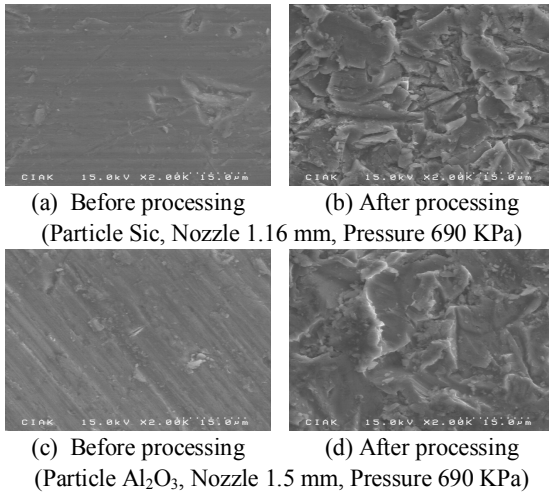 CIAK 15.0kV X2.00K 15.0µm
CIAK 15.0kV X2.00K 15.0µm
(a) Before processing
(b) After processing
(Particle Sic, Nozzle 1.16 mm, Pressure 690 KPa)
CIAK 15.0kV X2.00K 15.0µm
CIAK 15.0kV X2.00K 15.0µm
(c) Before processing
(d) After processing
(Particle Al₂O₃, Nozzle 1.5 mm, Pressure 690 KPa)